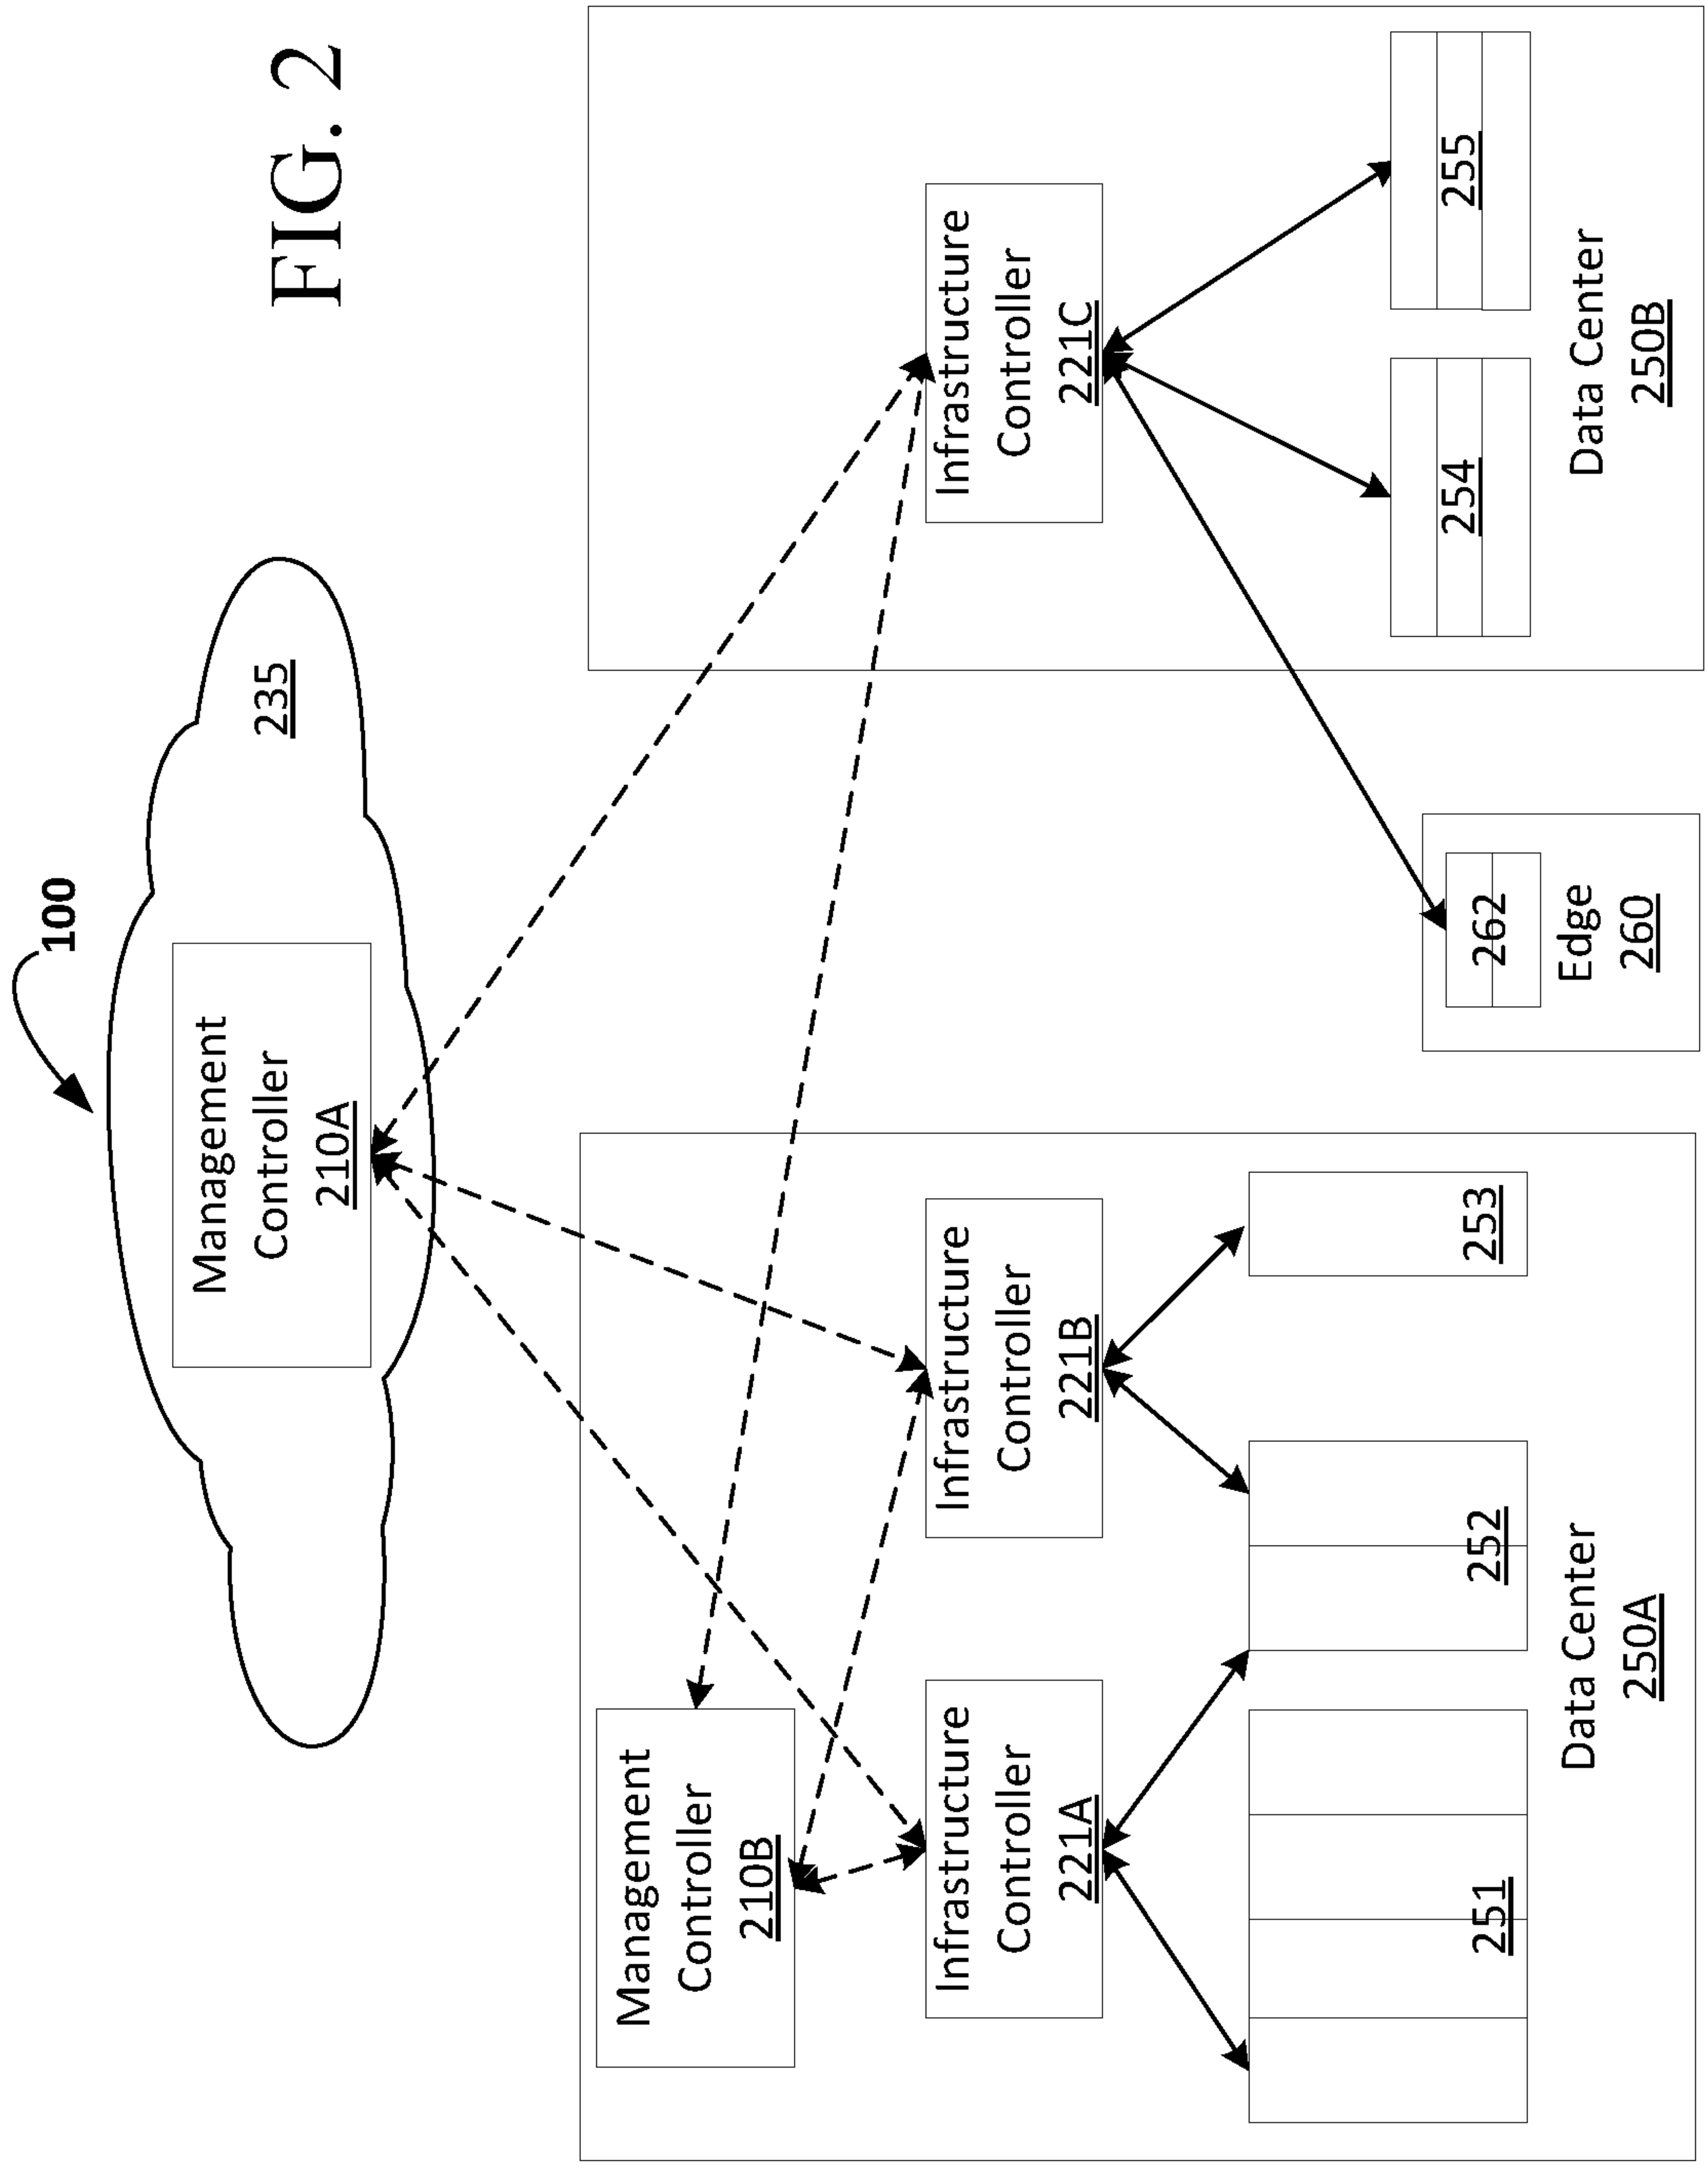 FIG. 2
100
235
Management
Controller
210A
Management
Controller
210B
Infrastructure
Controller
221A
Infrastructure
Controller
221B
Infrastructure
Controller
221C
251
252
253
Data Center
250A
262
Edge
260
254
255
Data Center
250B